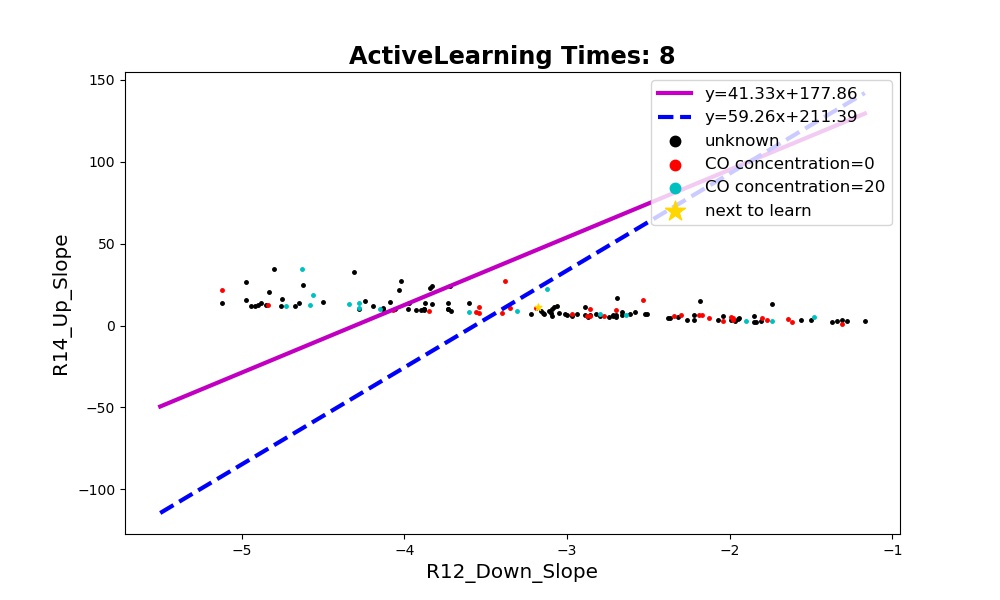 ActiveLearning Times: 8
y=41.33x+177.86
y=59.26x+211.39
unknown
CO concentration=0
CO concentration=20
next to learn
R14_Up_Slope
150
100
50
0
−50
−100
−5
−4
−3
−2
−1
R12_Down_Slope